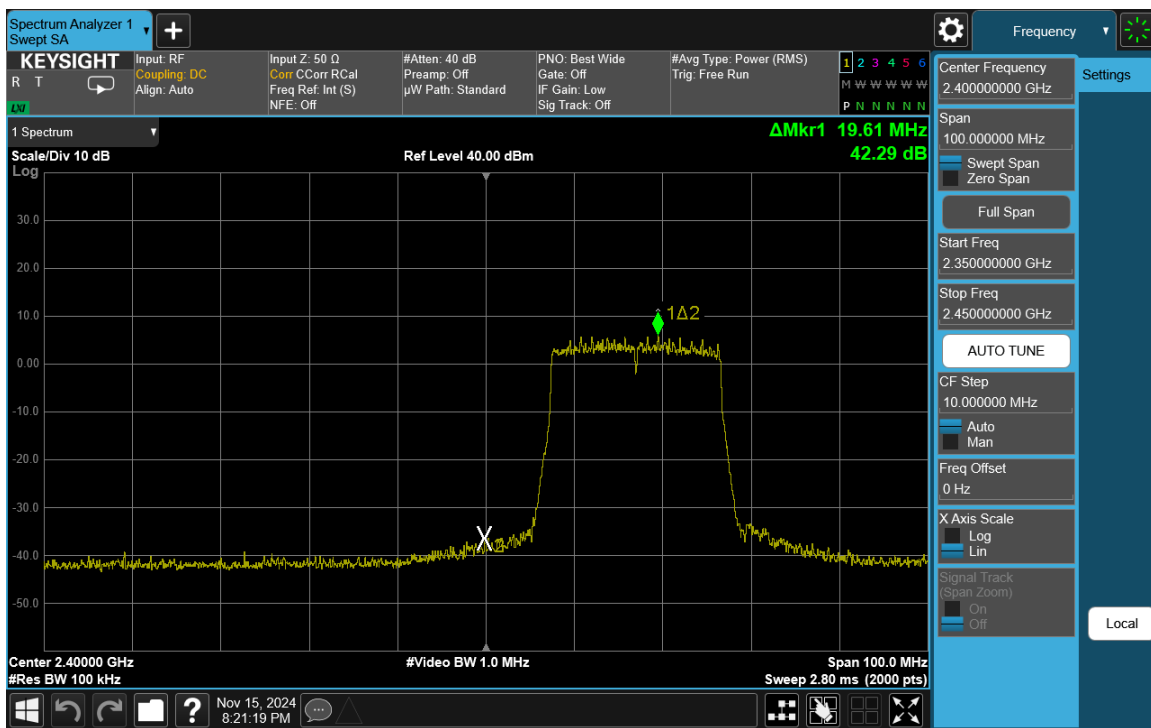 Spectrum Analyzer 1
Swept SA
+
Frequency
KEYSIGHT
R T
LXI
Input: RF
Coupling: DC
Align: Auto
Input Z: 50 Ω
Corr CCorr RCal
Freq Ref: Int (S)
NFE: Off
#Atten: 40 dB
Preamp: Off
µW Path: Standard
PNO: Best Wide
Gate: Off
IF Gain: Low
Sig Track: Off
#Avg Type: Power (RMS)
Trig: Free Run
1 2 3 4 5 6
M W W W W W
P N N N N N
1 Spectrum
ΔMkr1 19.61 MHz
42.29 dB
Scale/Div 10 dB
Ref Level 40.00 dBm
Log
30.0
20.0
10.0
0.00
-10.0
-20.0
-30.0
-40.0
-50.0
1Δ2
X
Center 2.40000 GHz
#Video BW 1.0 MHz
Span 100.0 MHz
#Res BW 100 kHz
Sweep 2.80 ms (2000 pts)
Center Frequency
2.400000000 GHz
Settings
Span
100.000000 MHz
Swept Span
Zero Span
Full Span
Start Freq
2.350000000 GHz
Stop Freq
2.450000000 GHz
AUTO TUNE
CF Step
10.000000 MHz
Auto
Man
Freq Offset
0 Hz
X Axis Scale
Log
Lin
Signal Track
(Span Zoom)
On
Off
Local
?
Nov 15, 2024
8:21:19 PM